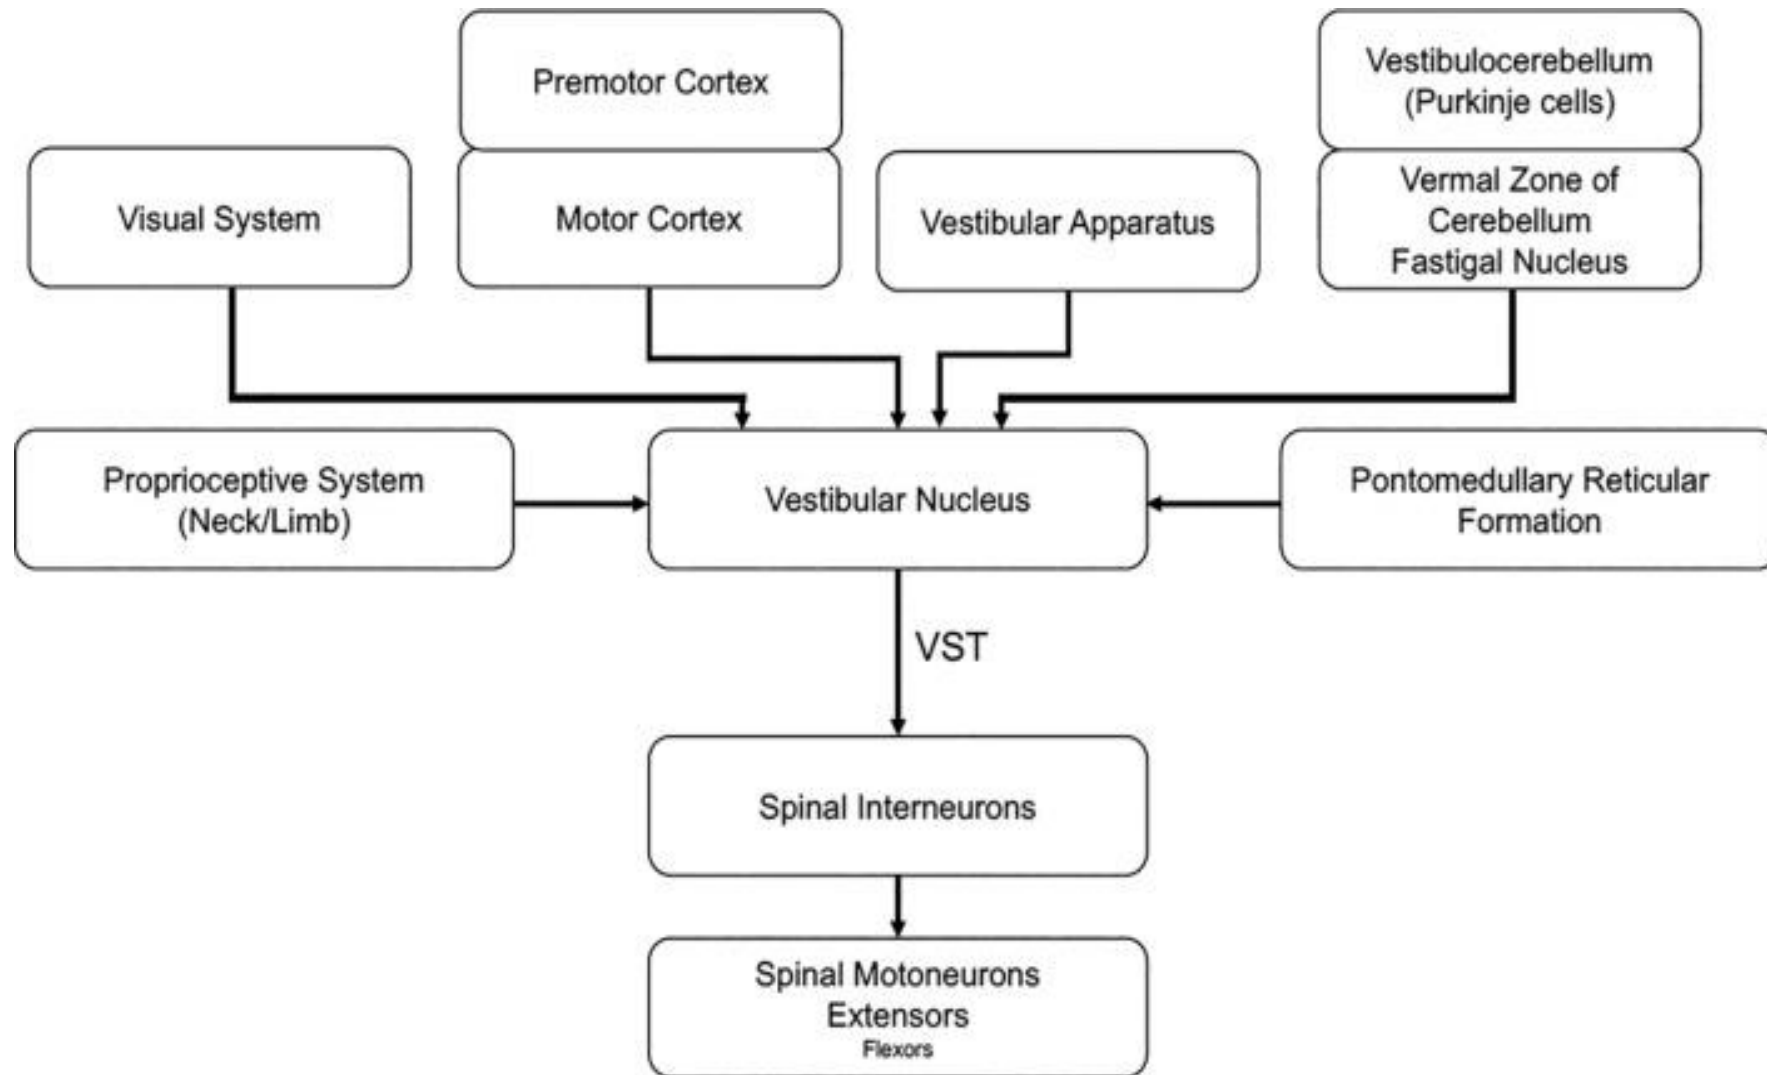 Premotor Cortex
Vestibulocerebellum
(Purkinje cells)
Visual System
Motor Cortex
Vestibular Apparatus
Vermal Zone of
Cerebellum
Fastigal Nucleus
Proprioceptive System
(Neck/Limb)
Vestibular Nucleus
Pontomedullary Reticular
Formation
VST
Spinal Interneurons
Spinal Motoneurons
Extensors
Flexors